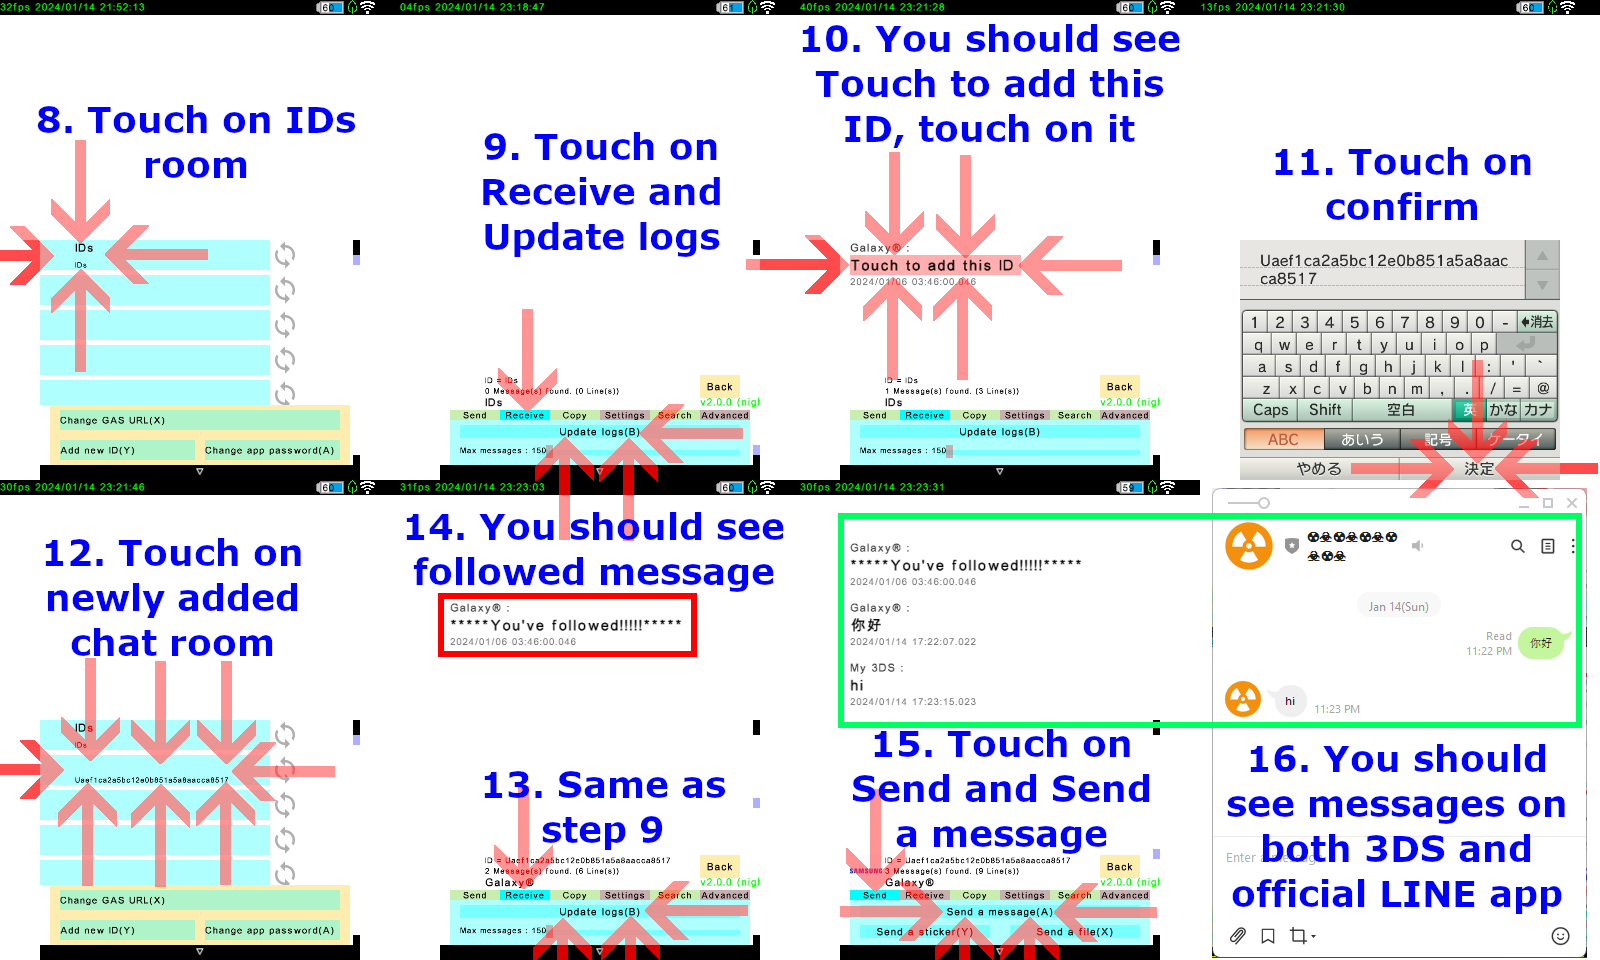 32fps 2024/01/14 21:52:13
60
8. Touch on IDs
room
IDs
IDs
Change GAS URL(X)
Add new ID(Y)
Change app password(A)
04fps 2024/01/14 23:18:47
61
9. Touch on
Receive and
Update logs
ID = IDs
0 Message(s) found. (0 Line(s))
IDs
Back
v2.0.0 (nig
Send
Receive
Copy
Settings
Search
Advanced
Update logs(B)
Max messages : 150
40fps 2024/01/14 23:21:28
60
10. You should see
Touch to add this
ID, touch on it
Galaxy® :
Touch to add this ID
2024/01/06 03:46:00.046
ID = IDs
1 Message(s) found. (3 Line(s))
IDs
Back
v2.0.0 (nig
Send
Receive
Copy
Settings
Search
Advanced
Update logs(B)
Max messages : 150
13fps 2024/01/14 23:21:30
60
11. Touch on
confirm
Uaef1ca2a5bc12e0b851a5a8aac
ca8517
1 2 3 4 5 6 7 8 9 0 - 消去
q w e r t y u i o p
a s d f g h j k l : ' `
z x c v b n m , . / = @
Caps Shift 空白 英 かな カナ
ABC あいう 記号 ケータイ
やめる 決定
30fps 2024/01/14 23:21:46
60
12. Touch on
newly added
chat room
IDs
IDs
Uaef1ca2a5bc12e0b851a5a8aacca8517
Change GAS URL(X)
Add new ID(Y)
Change app password(A)
31fps 2024/01/14 23:23:03
60
14. You should see
followed message
Galaxy® :
*****You've followed!!!!!*****
2024/01/06 03:46:00.046
13. Same as
step 9
ID = Uaef1ca2a5bc12e0b851a5a8aacca8517
2 Message(s) found. (6 Line(s))
Galaxy®
Back
v2.0.0 (nig
Send
Receive
Copy
Settings
Search
Advanced
Update logs(B)
Max messages : 150
30fps 2024/01/14 23:23:31
59
Galaxy® :
*****You've followed!!!!!*****
2024/01/06 03:46:00.046
Galaxy® :
你好
2024/01/14 17:22:07.022
My 3DS :
hi
2024/01/14 17:23:15.023
15. Touch on
Send and Send
a message
ID = Uaef1ca2a5bc12e0b851a5a8aacca8517
SAMSUNG 3 Message(s) found. (9 Line(s))
Galaxy®
Back
v2.0.0 (nig
Send
Receive
Copy
Settings
Search
Advanced
Send a message(A)
Send a sticker(Y)
Send a file(X)
Jan 14(Sun)
Read
11:22 PM
你好
hi
11:23 PM
16. You should
see messages on
both 3DS and
official LINE app
Enter a message